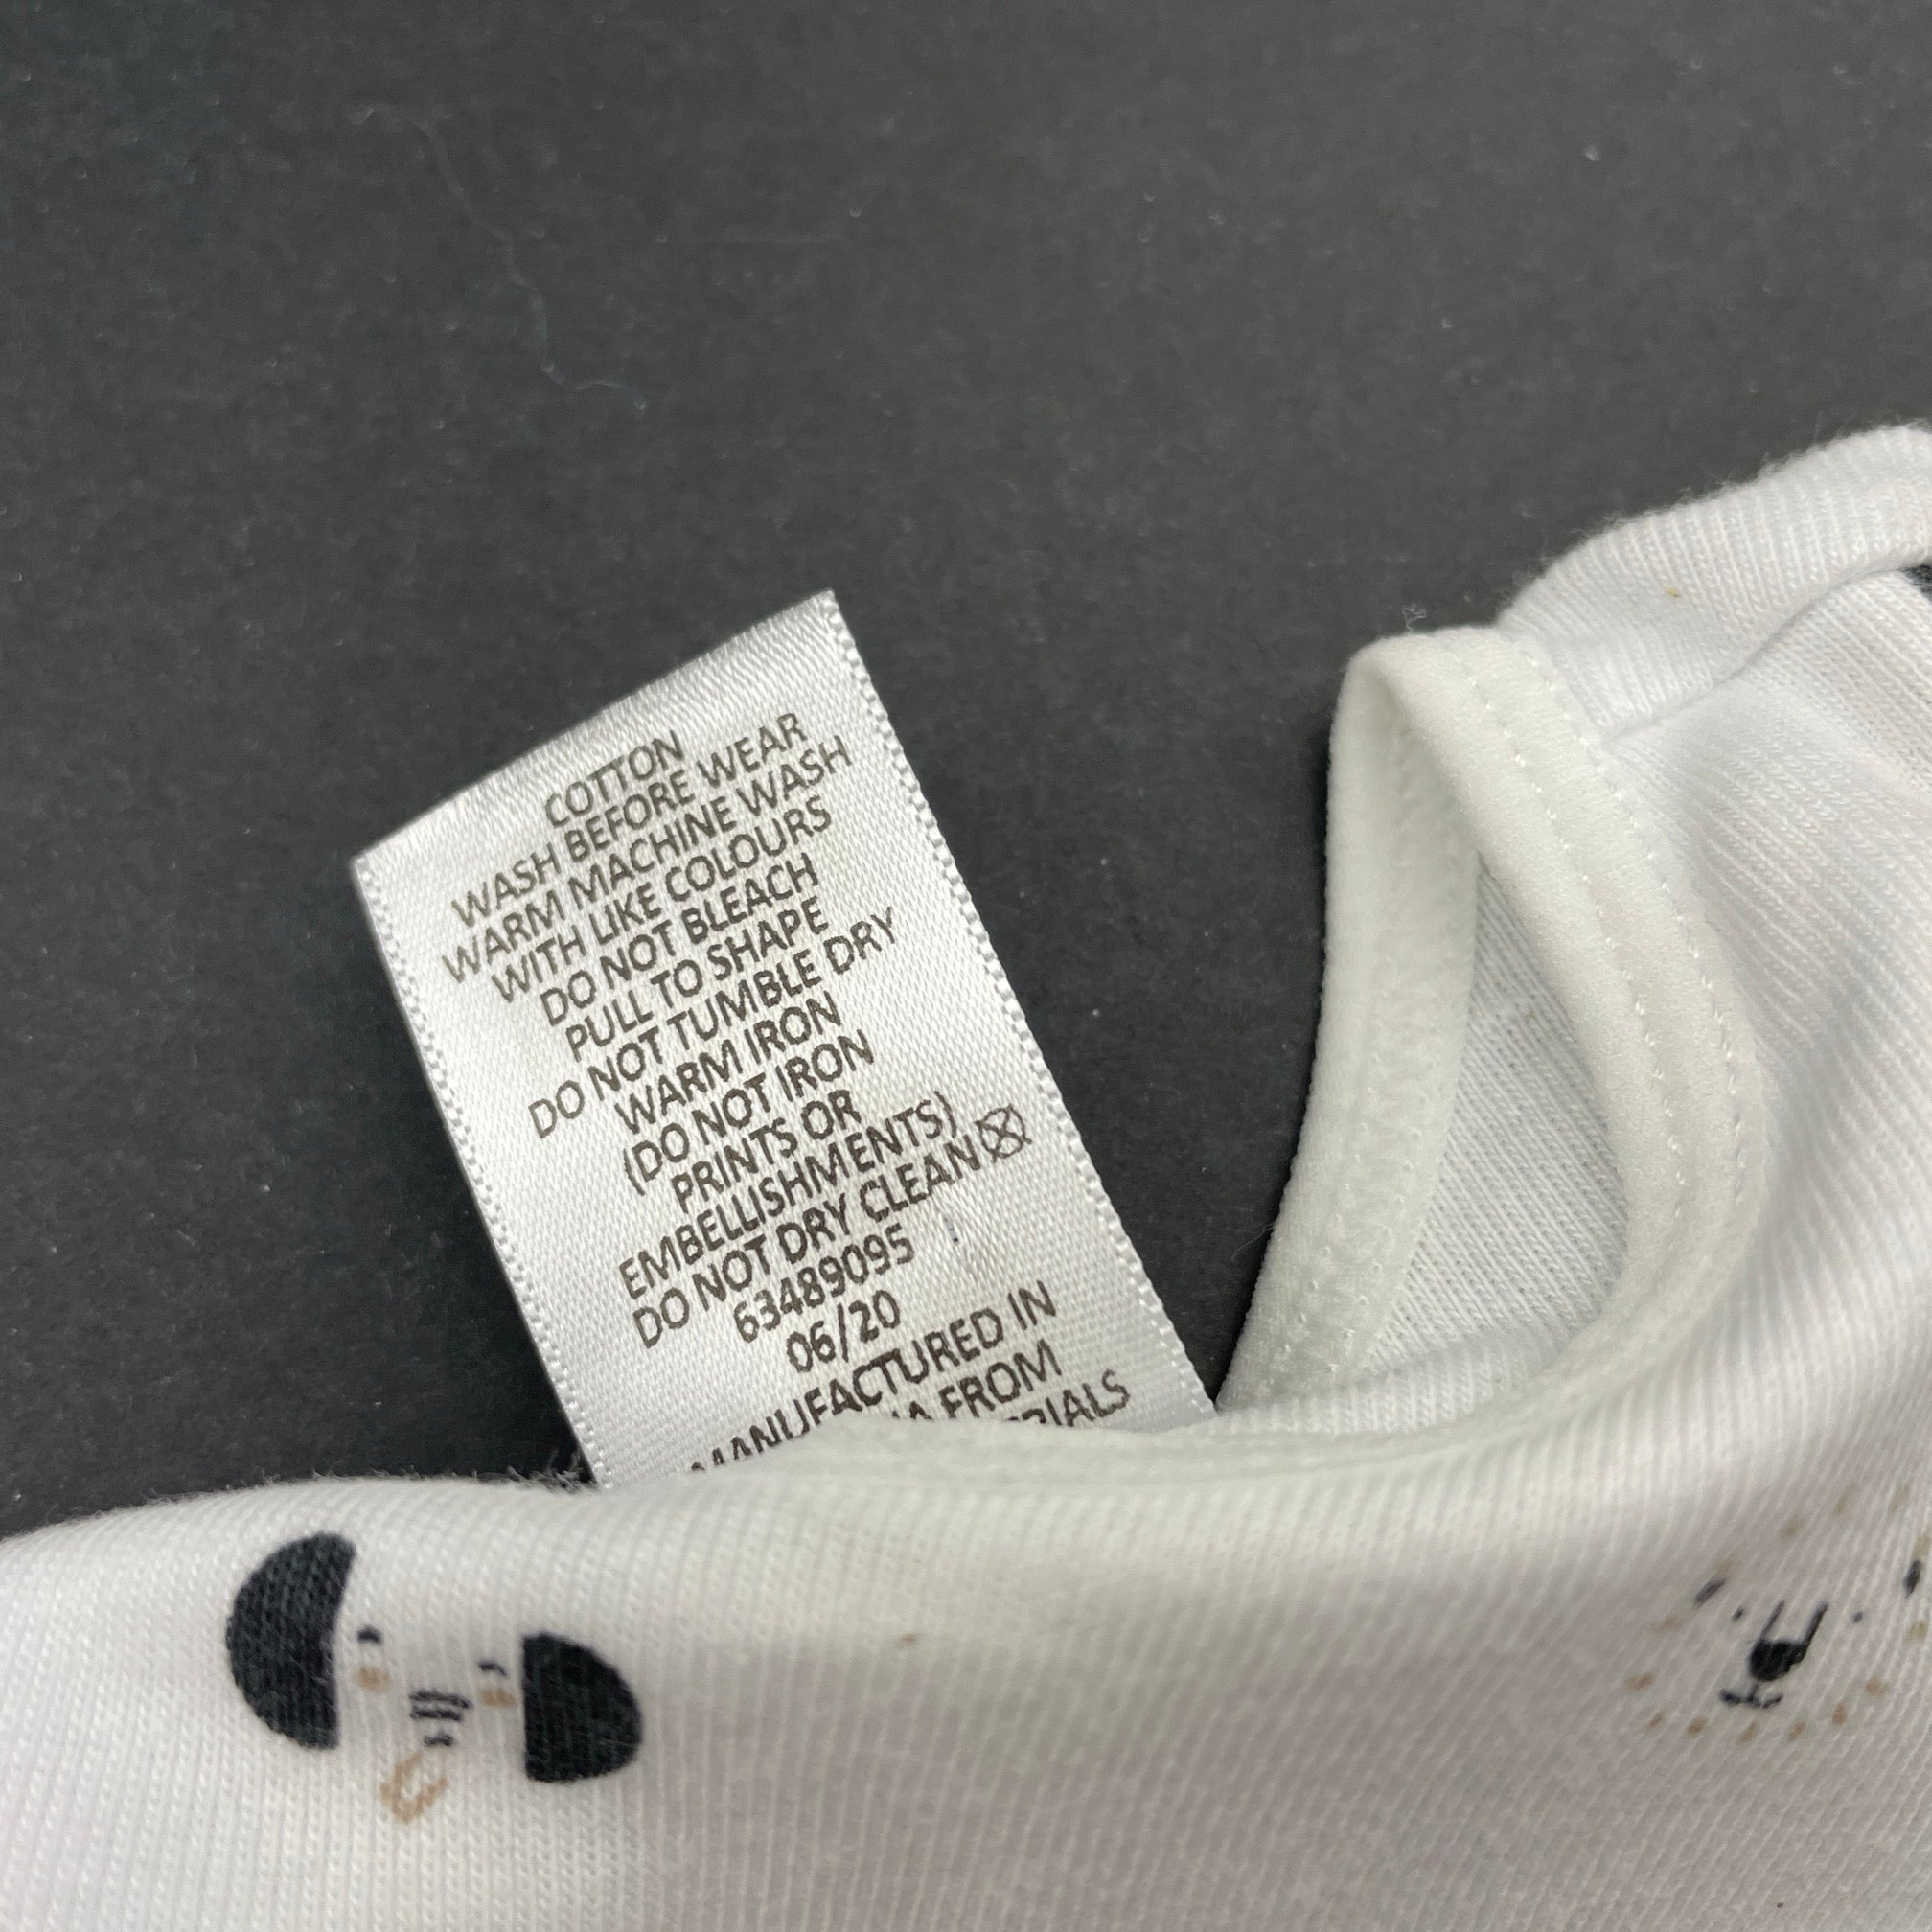 COTTON
WASH BEFORE WEAR
WARM MACHINE WASH
WITH LIKE COLOURS
DO NOT BLEACH
PULL TO SHAPE
DO NOT TUMBLE DRY
WARM IRON
(DO NOT IRON
PRINTS OR
EMBELLISHMENTS)
DO NOT DRY CLEAN
63489095
06/20
MANUFACTURED IN
FROM